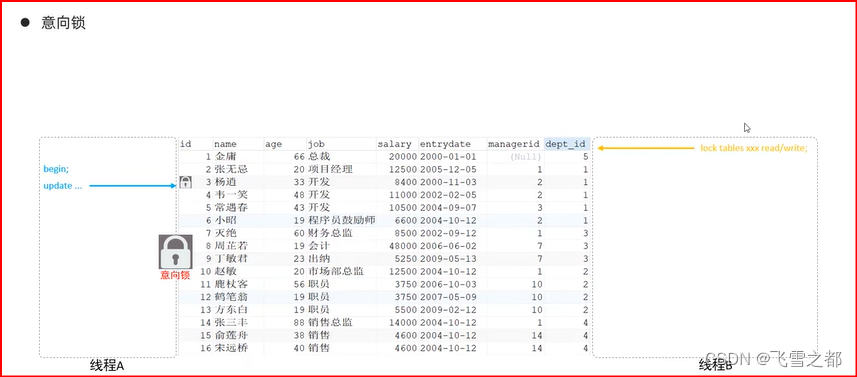 ● 意向锁
id name age job salary entrydate managerid dept_id
1 金庸 66 总裁 20000 2000-01-01 (Null) 5
2 张无忌 20 项目经理 12500 2005-12-05 1 1
3 杨逍 33 开发 8400 2000-11-03 2 1
4 韦一笑 48 开发 11000 2002-02-05 2 1
5 常遇春 43 开发 10500 2004-09-07 3 1
6 小昭 19 程序员鼓励师 6600 2004-10-12 2 1
7 灭绝 60 财务总监 8500 2002-09-12 1 3
8 周芷若 19 会计 48000 2006-06-02 7 3
9 丁敏君 23 出纳 5250 2009-05-13 7 3
10 赵敏 20 市场部总监 12500 2004-10-12 1 2
11 鹿杖客 56 职员 3750 2006-10-03 10 2
12 鹤笔翁 19 职员 3750 2007-05-09 10 2
13 方东白 19 职员 5500 2009-02-12 10 2
14 张三丰 88 销售总监 14000 2004-10-12 1 4
15 俞莲舟 38 销售 4600 2004-10-12 14 4
16 宋远桥 40 销售 4600 2004-10-12 14 4
begin;
update ...
意向锁
线程A
lock tables xxx read/write;
线程B
CSDN @飞雪之都